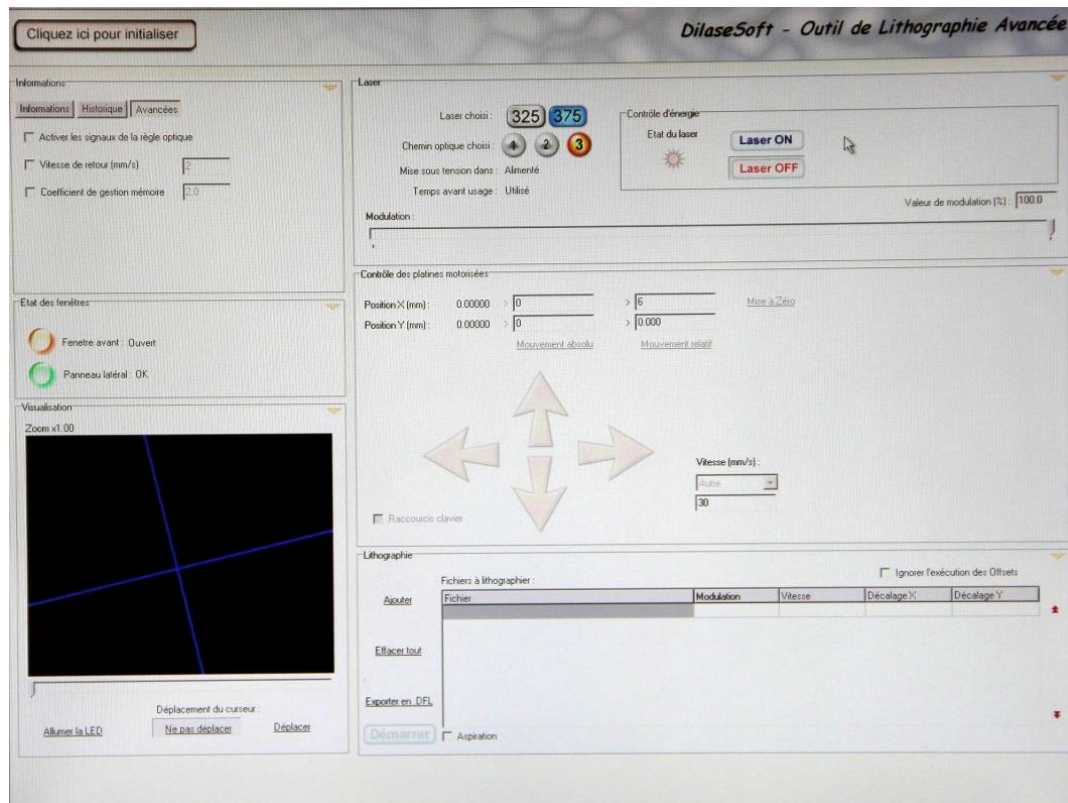 Cliquez ici pour initialiser
DilaseSoft - Outil de Lithographie Avancée
Informations
Informations Historique Avancées
Activer les signaux de la règle optique
Vitesse de retour (mm/s) 2
Coefficient de gestion mémoire 2.0
Laser
Laser choisi : 325 375
Chemin optique choisi : 1 2 3
Mise sous tension dans : Alimenté
Temps avant usage : Utilisé
Contrôle d'énergie
Etat du laser
Laser ON
Laser OFF
Valeur de modulation (%) : 100.0
Modulation :
Etat des fenêtres
Fenetre avant : Ouvert
Panneau latéral : OK
Contrôle des platines motorisées
Position X (mm) : 0.00000 > 0 > 6 Mise à Zéro
Position Y (mm) : 0.00000 > 0 > 0.000
Mouvement absolu Mouvement relatif
Vitesse (mm/s) :
Autre
30
Raccourcis clavier
Visualisation
Zoom x1.00
Déplacement du curseur :
Allumer la LED Ne pas déplacer Déplacer
Lithographie
Ignorer l'exécution des Offsets
Fichiers à lithographier :
Ajouter
Fichier Modulation Vitesse Décalage X Décalage Y
Effacer tout
Exporter en .DFL
Démarrer Aspiration